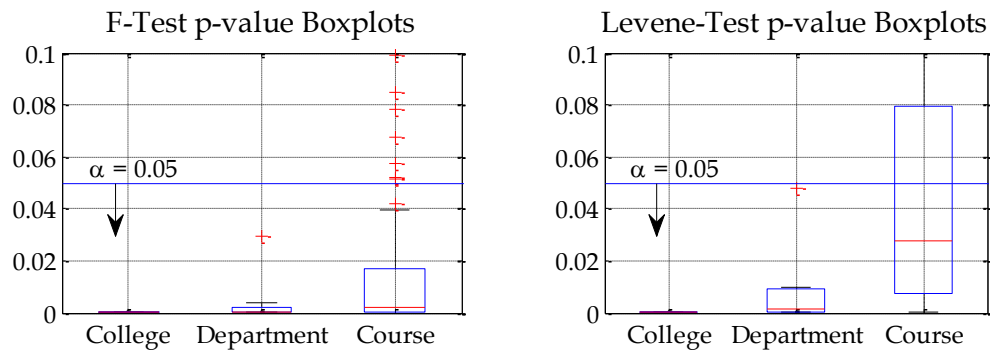 F-Test p-value Boxplots
0.1
0.08
0.06
α = 0.05
0.04
0.02
0
College Department Course
Levene-Test p-value Boxplots
0.1
0.08
0.06
α = 0.05
0.04
0.02
0
College Department Course